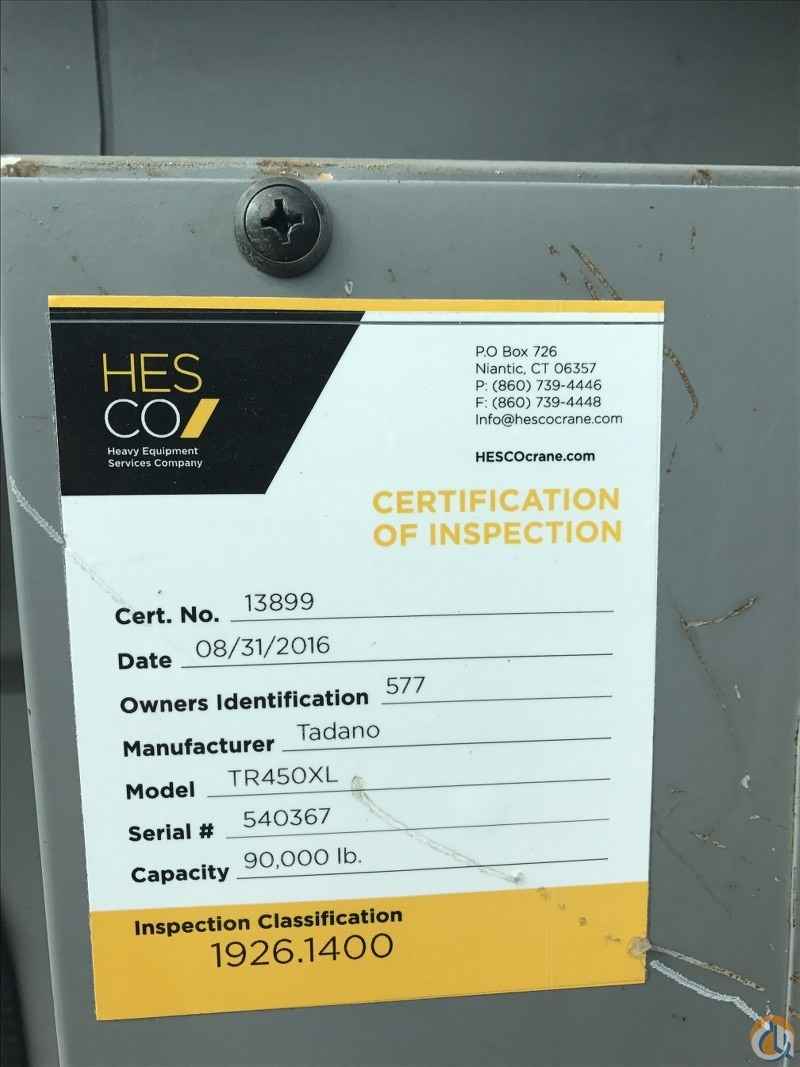 HES
CO
Heavy Equipment
Services Company
P.O Box 726
Niantic, CT 06357
P: (860) 739-4446
F: (860) 739-4448
Info@hescocrane.com
HESCOcrane.com
CERTIFICATION
OF INSPECTION
Cert. No. 13899
Date 08/31/2016
Owners Identification 577
Manufacturer Tadano
Model TR450XL
Serial # 540367
Capacity 90,000 lb.
Inspection Classification
1926.1400